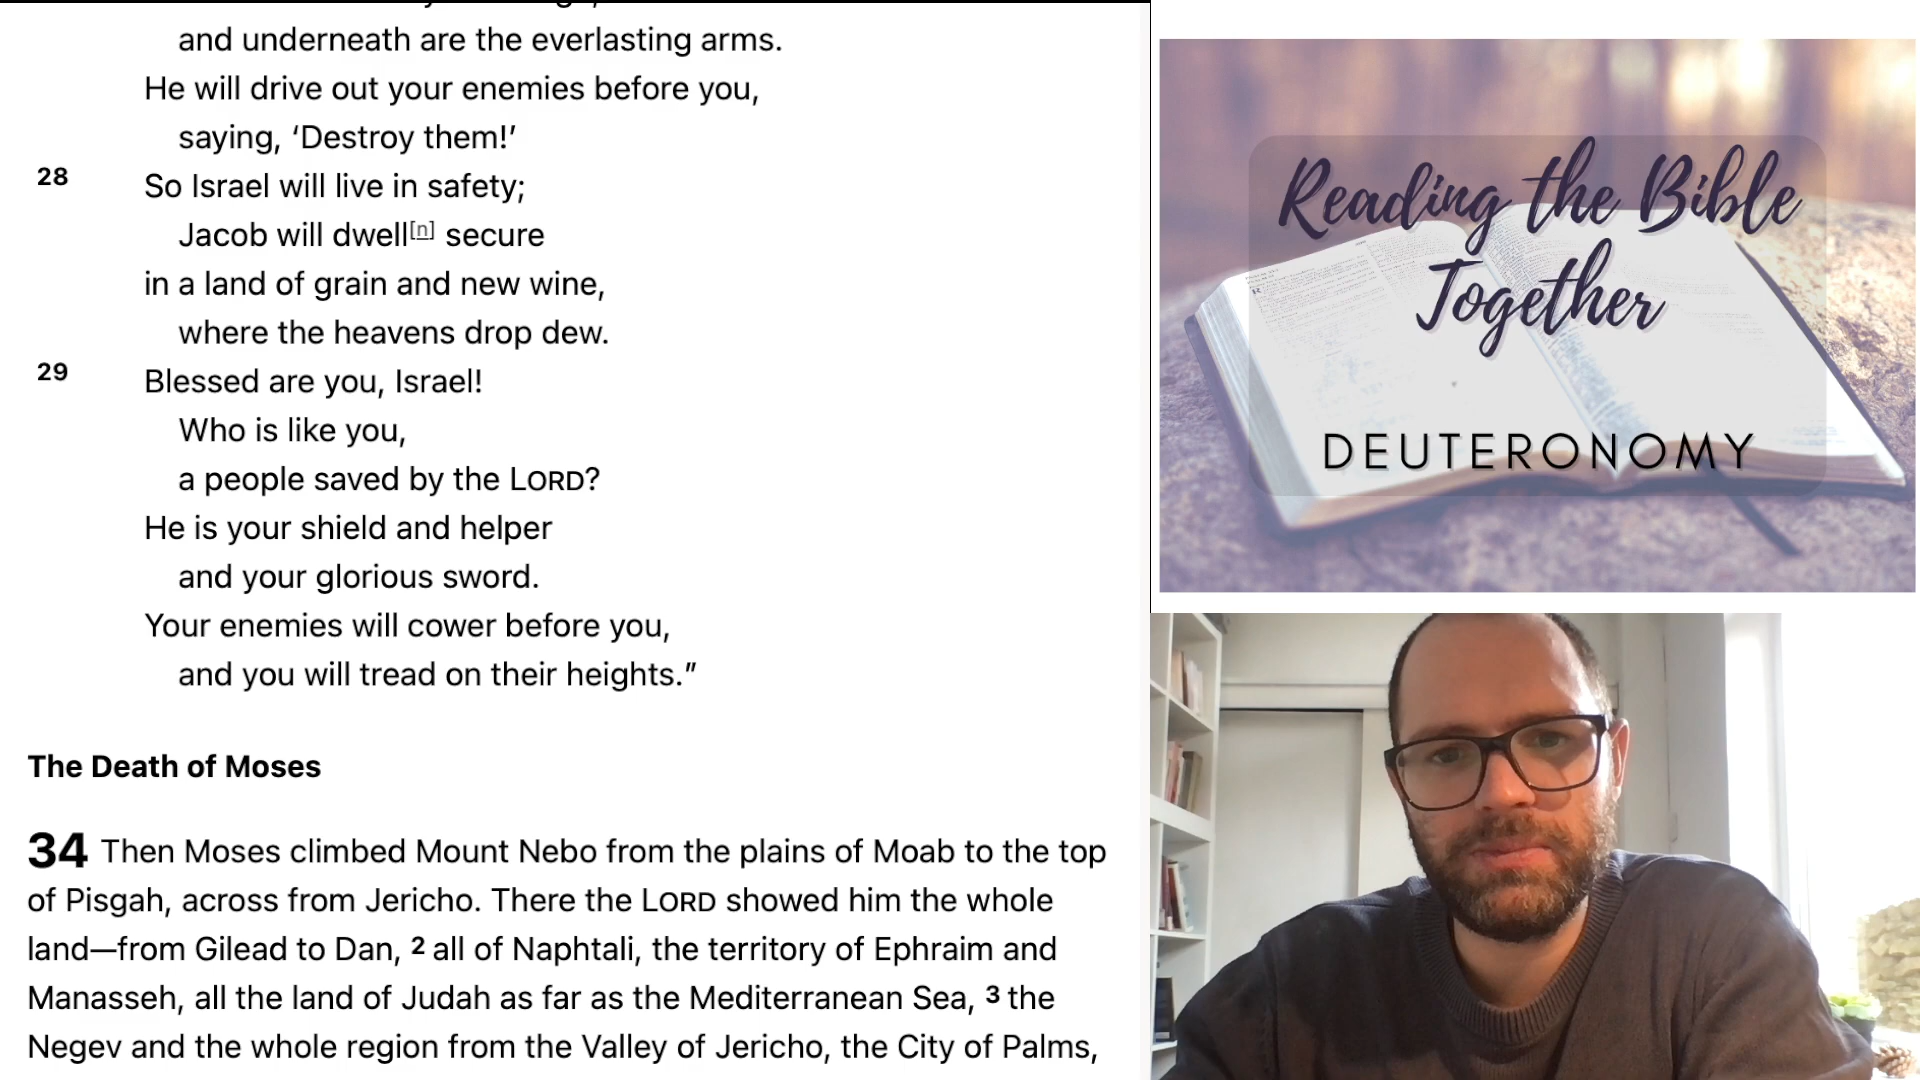 and underneath are the everlasting arms.
He will drive out your enemies before you,
saying, ‘Destroy them!’
28 So Israel will live in safety;
Jacob will dwell[n] secure
in a land of grain and new wine,
where the heavens drop dew.
29 Blessed are you, Israel!
Who is like you,
a people saved by the LORD?
He is your shield and helper
and your glorious sword.
Your enemies will cower before you,
and you will tread on their heights.”
The Death of Moses
34 Then Moses climbed Mount Nebo from the plains of Moab to the top
of Pisgah, across from Jericho. There the LORD showed him the whole
land—from Gilead to Dan, 2 all of Naphtali, the territory of Ephraim and
Manasseh, all the land of Judah as far as the Mediterranean Sea, 3 the
Negev and the whole region from the Valley of Jericho, the City of Palms,
Reading the Bible
Together
DEUTERONOMY